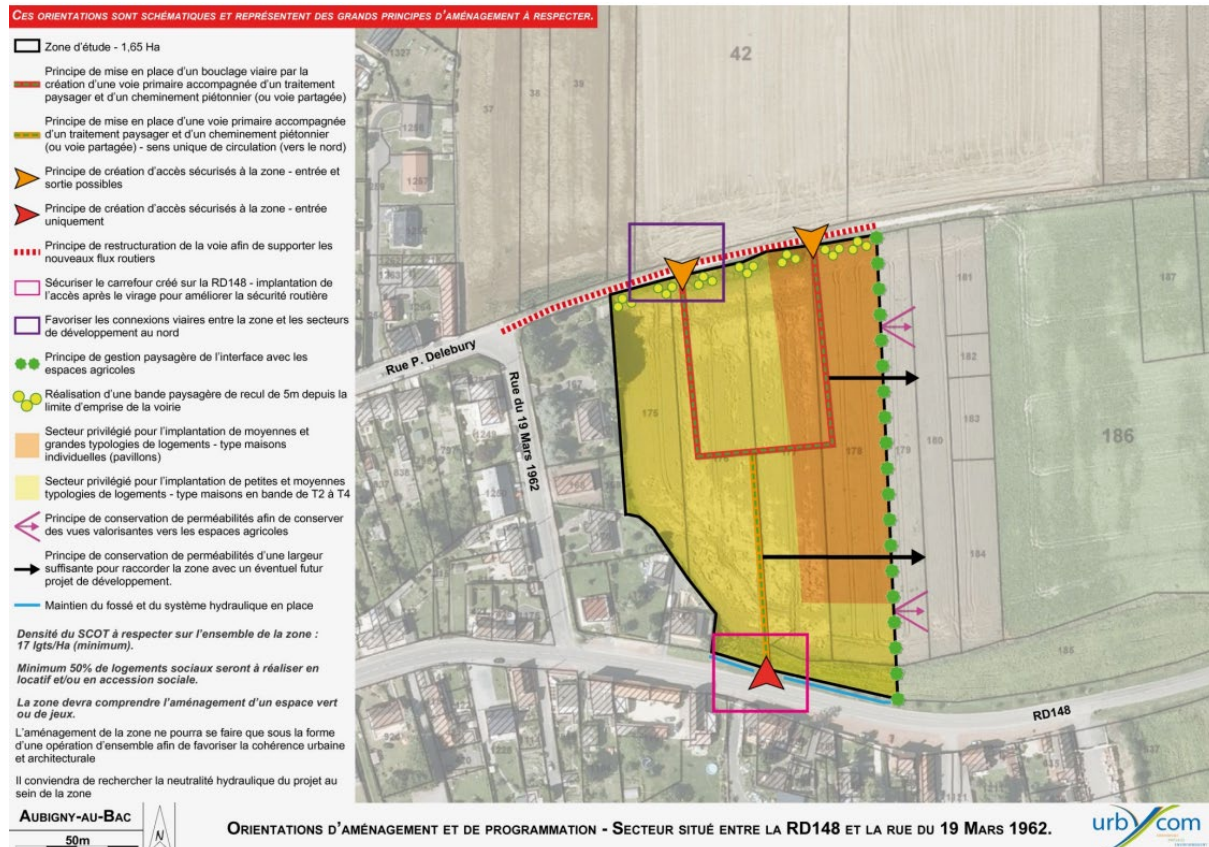 CES ORIENTATIONS SONT SCHÉMATIQUES ET REPRÉSENTENT DES GRANDS PRINCIPES D'AMÉNAGEMENT À RESPECTER.
Zone d'étude - 1,65 Ha
Principe de mise en place d'un bouclage viaire par la
création d'une voie primaire accompagnée d'un traitement
paysager et d'un cheminement piétonnier (ou voie partagée)
Principe de mise en place d'une voie primaire accompagnée
d'un traitement paysager et d'un cheminement piétonnier
(ou voie partagée) - sens unique de circulation (vers le nord)
Principe de création d'accès sécurisés à la zone - entrée et
sortie possibles
Principe de création d'accès sécurisés à la zone - entrée
uniquement
Principe de restructuration de la voie afin de supporter les
nouveaux flux routiers
Sécuriser le carrefour créé sur la RD148 - implantation de
l'accès après le virage pour améliorer la sécurité routière
Favoriser les connexions viaires entre la zone et les secteurs
de développement au nord
Principe de gestion paysagère de l'interface avec les
espaces agricoles
Réalisation d'une bande paysagère de recul de 5m depuis la
limite d'emprise de la voirie
Secteur privilégié pour l'implantation de moyennes et
grandes typologies de logements - type maisons
individuelles (pavillons)
Secteur privilégié pour l'implantation de petites et moyennes
typologies de logements - type maisons en bande de T2 à T4
Principe de conservation de perméabilités afin de conserver
des vues valorisantes vers les espaces agricoles
Principe de conservation de perméabilités d'une largeur
suffisante pour raccorder la zone avec un éventuel futur
projet de développement.
Maintien du fossé et du système hydraulique en place
Densité du SCOT à respecter sur l'ensemble de la zone :
17 lgts/Ha (minimum).
Minimum 50% de logements sociaux seront à réaliser en
locatif et/ou en accession sociale.
La zone devra comprendre l'aménagement d'un espace vert
ou de jeux.
L'aménagement de la zone ne pourra se faire que sous la forme
d'une opération d'ensemble afin de favoriser la cohérence urbaine
et architecturale
Il conviendra de rechercher la neutralité hydraulique du projet au
sein de la zone
AUBIGNY-AU-BAC
50m
N
ORIENTATIONS D'AMÉNAGEMENT ET DE PROGRAMMATION - SECTEUR SITUÉ ENTRE LA RD148 ET LA RUE DU 19 MARS 1962.
urbycom
42
1327
37
38
39
181
187
182
183
186
175
178
179
180
184
185
Rue P. Delebury
Rue du 19 Mars 1962
RD148